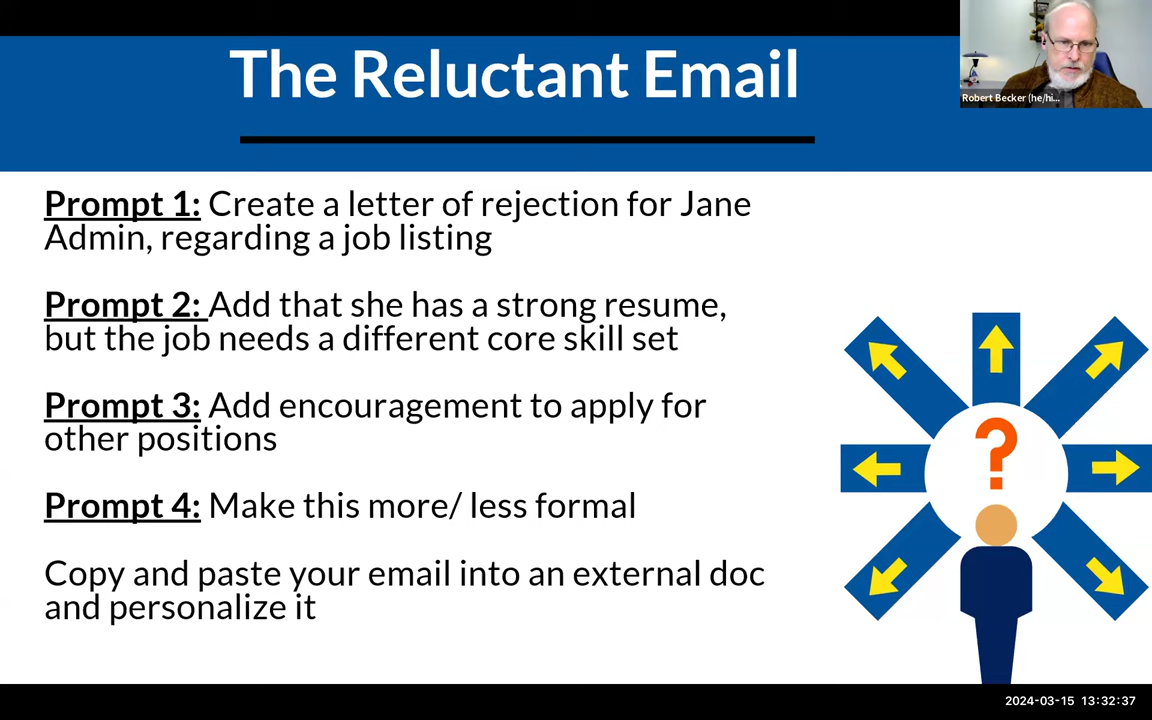 The Reluctant Email
Robert Becker (he/hi...
Prompt 1: Create a letter of rejection for Jane
Admin, regarding a job listing
Prompt 2: Add that she has a strong resume,
but the job needs a different core skill set
Prompt 3: Add encouragement to apply for
other positions
Prompt 4: Make this more/ less formal
?
Copy and paste your email into an external doc
and personalize it
2024-03-15 13:32:37